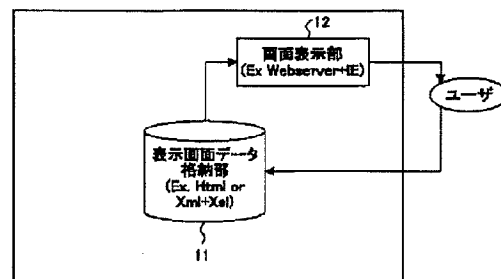 12
画面表示部
(Ex Webserver+IE)
ユーザ
表示画面データ
格納部
(Ex. Html or
Xml+Xsl)
11